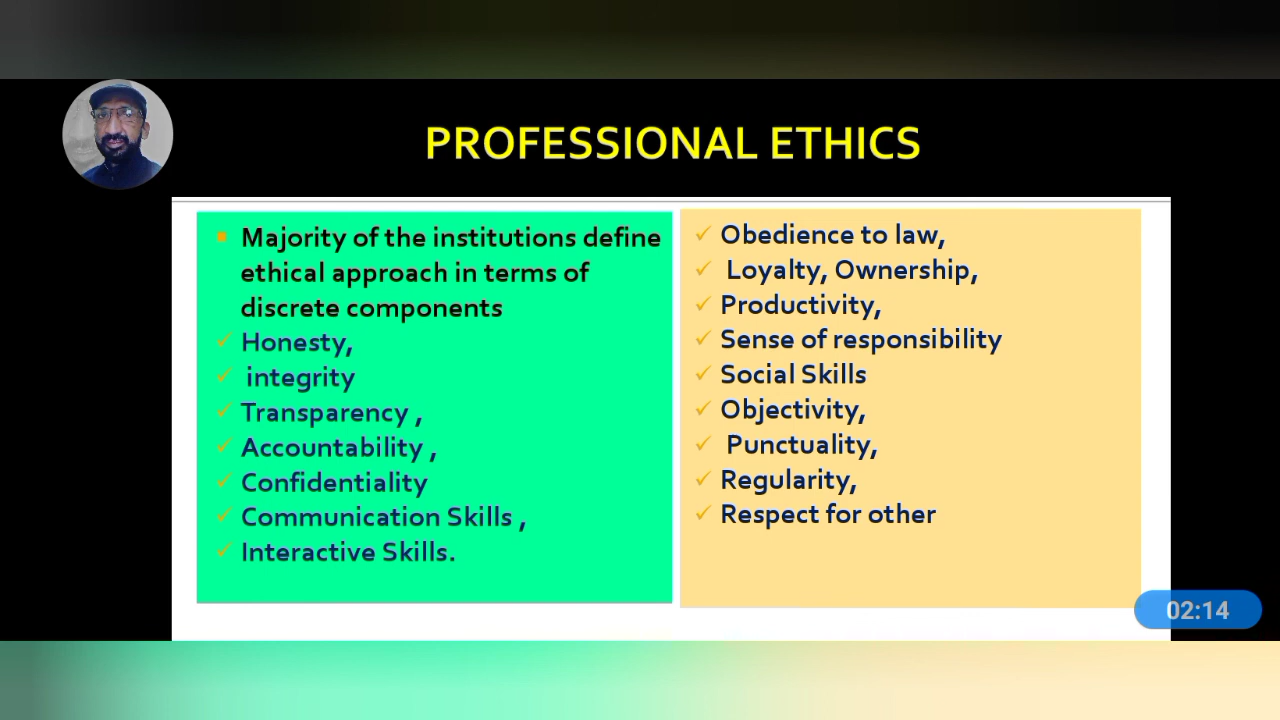 PROFESSIONAL ETHICS
Majority of the institutions define
ethical approach in terms of
discrete components
Honesty,
integrity
Transparency ,
Accountability ,
Confidentiality
Communication Skills ,
Interactive Skills.
Obedience to law,
Loyalty, Ownership,
Productivity,
Sense of responsibility
Social Skills
Objectivity,
Punctuality,
Regularity,
Respect for other
02:14